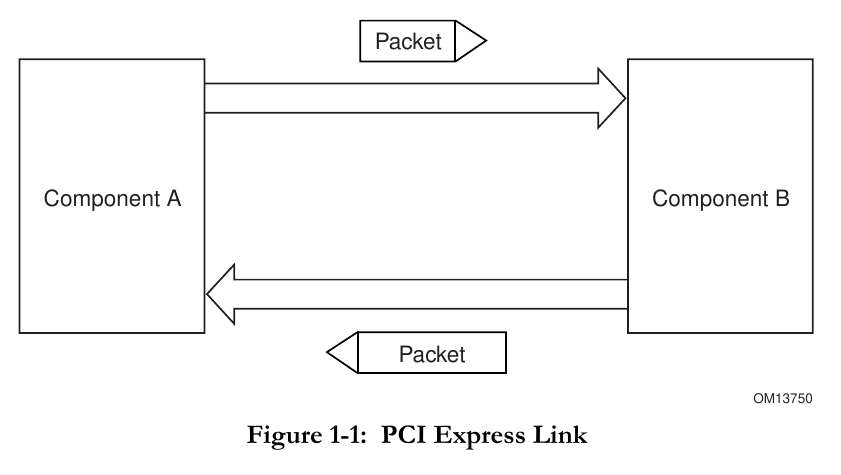 Packet
Component A
Component B
Packet
OM13750
Figure 1-1: PCI Express Link